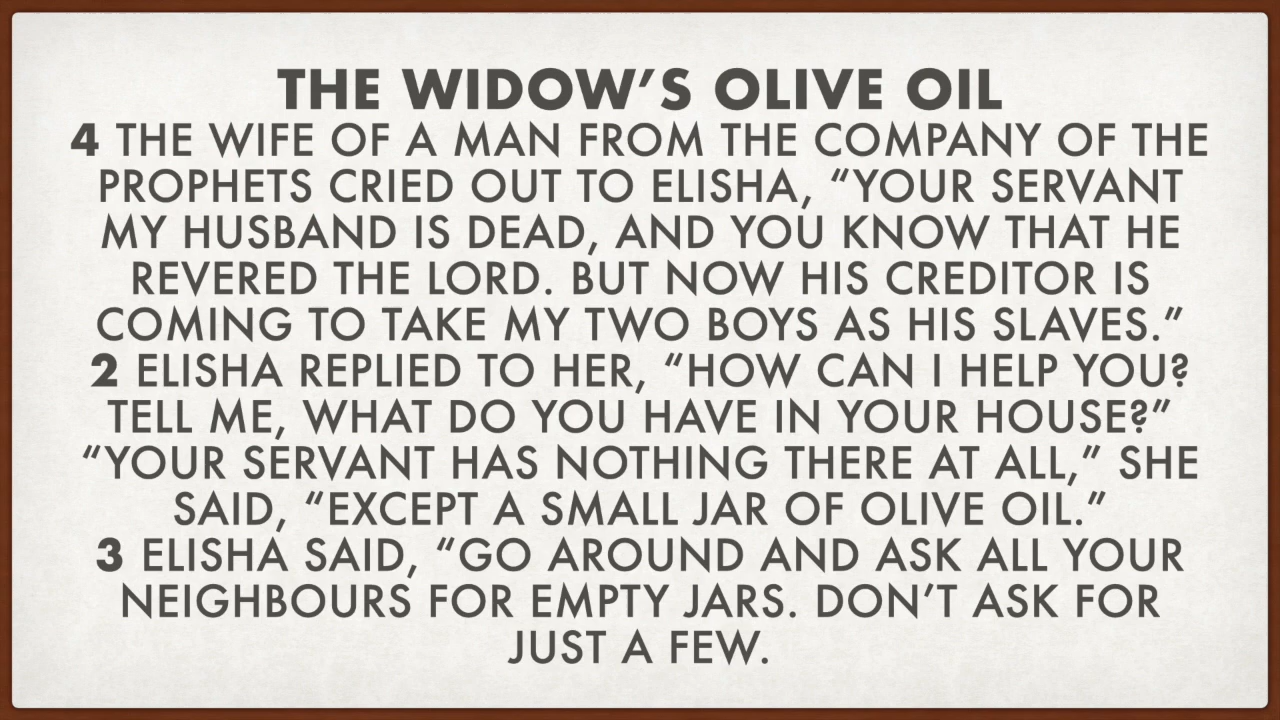 THE WIDOW’S OLIVE OIL
4 THE WIFE OF A MAN FROM THE COMPANY OF THE
PROPHETS CRIED OUT TO ELISHA, “YOUR SERVANT
MY HUSBAND IS DEAD, AND YOU KNOW THAT HE
REVERED THE LORD. BUT NOW HIS CREDITOR IS
COMING TO TAKE MY TWO BOYS AS HIS SLAVES.”
2 ELISHA REPLIED TO HER, “HOW CAN I HELP YOU?
TELL ME, WHAT DO YOU HAVE IN YOUR HOUSE?”
“YOUR SERVANT HAS NOTHING THERE AT ALL,” SHE
SAID, “EXCEPT A SMALL JAR OF OLIVE OIL.”
3 ELISHA SAID, “GO AROUND AND ASK ALL YOUR
NEIGHBOURS FOR EMPTY JARS. DON’T ASK FOR
JUST A FEW.